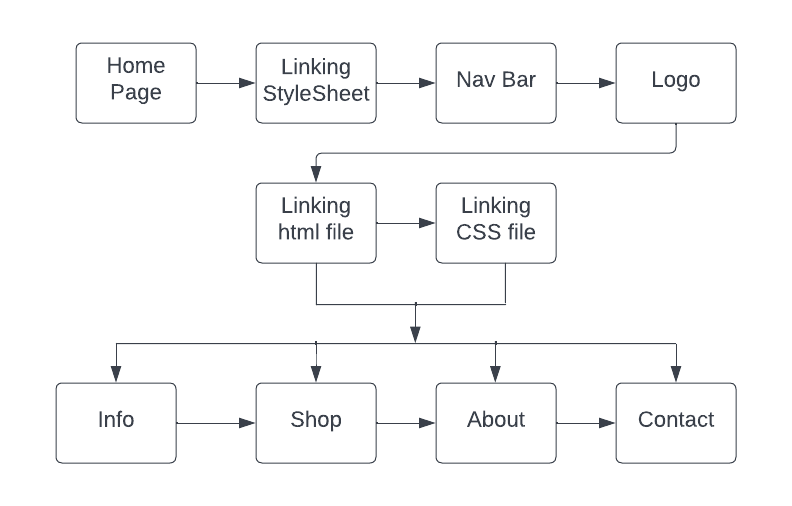 Home
Page
Linking
StyleSheet
Nav Bar
Logo
Linking
html file
Linking
CSS file
Info
Shop
About
Contact